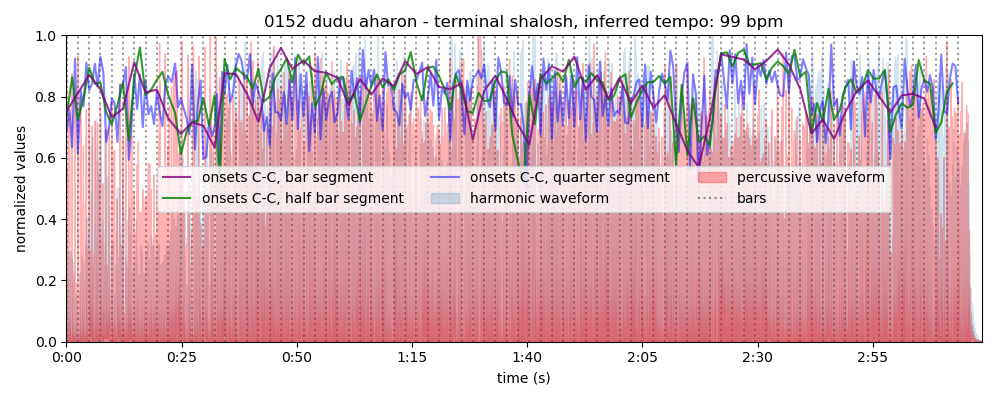 0152 dudu aharon - terminal shalosh, inferred tempo: 99 bpm
normalized values
1.0
0.8
0.6
0.4
0.2
0.0
onsets C-C, bar segment
onsets C-C, half bar segment
onsets C-C, quarter segment
harmonic waveform
percussive waveform
bars
0:00 0:25 0:50 1:15 1:40 2:05 2:30 2:55
time (s)